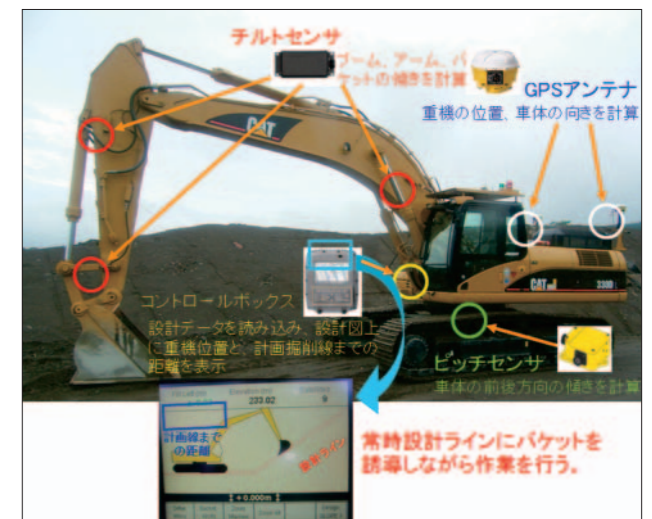 チルトセンサ
ブーム、アーム、バ
ケットの傾きを計算
GPSアンテナ
重機の位置、車体の向きを計算
CAT
CAT
330D L
コントロールボックス
設計データを読み込み、設計図上
に重機位置と、計画掘削線までの
距離を表示
ピッチセンサ
車体の前後方向の傾きを計算
233.02
9
計画線まで
の距離
+0.000m
常時設計ラインにバケットを
誘導しながら作業を行う。